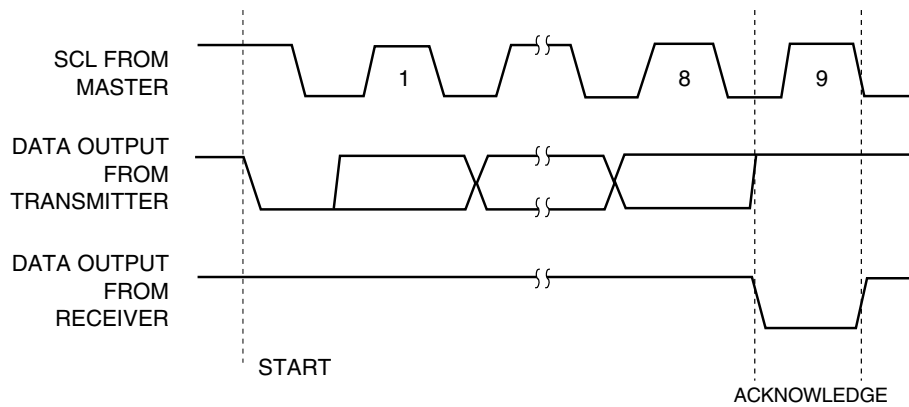 SCL FROM
MASTER
1
8
9
DATA OUTPUT
FROM
TRANSMITTER
DATA OUTPUT
FROM
RECEIVER
START
ACKNOWLEDGE